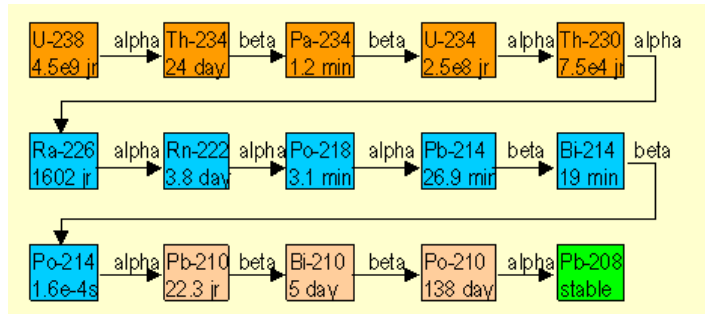 U-238 alpha Th-234 beta Pa-234 beta U-234 alpha Th-230 alpha
4.5e9 jr 24 day 1.2 min 2.5e8 jr 7.5e4 jr
Ra-226 alpha Rn-222 alpha Po-218 alpha Pb-214 beta Bi-214 beta
1602 jr 3.8 day 3.1 min 26.9 min 19 min
Po-214 alpha Pb-210 beta Bi-210 beta Po-210 alpha Pb-208
1.6e-4s 22.3 jr 5 day 138 day stable